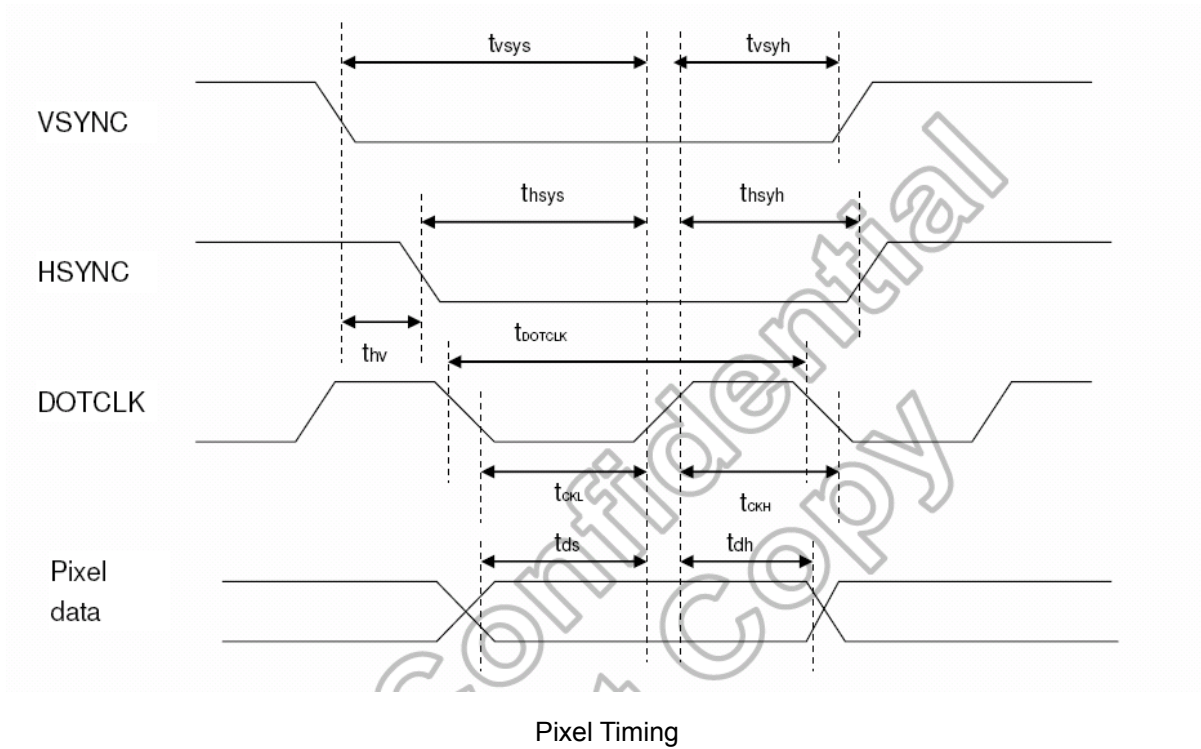 tvsys
tvsyh
VSYNC
thsys
thsyh
HSYNC
tDOTCLK
thv
DOTCLK
tCKL
tCKH
tds
tdh
Pixel
data
Confidential
Copy
Pixel Timing